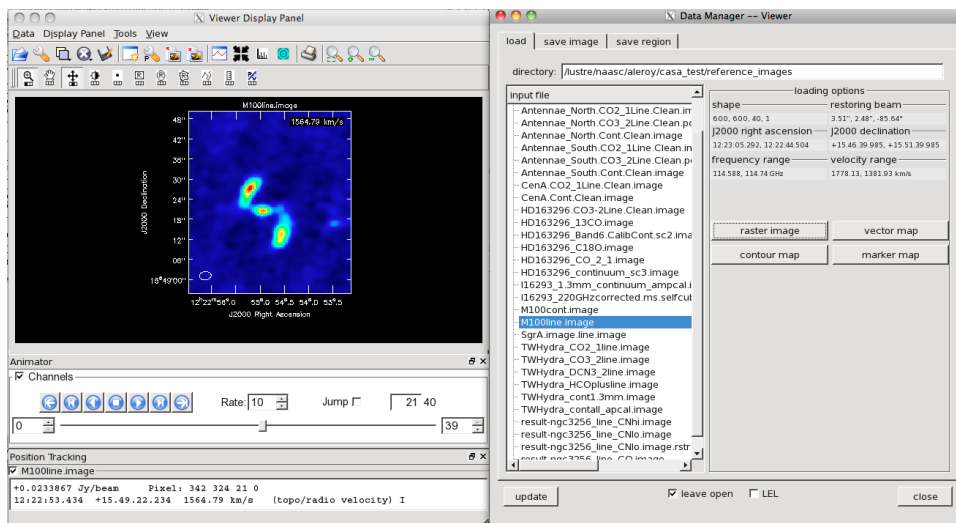 Viewer Display Panel
Data Display Panel Tools View
M100line.image
1564.79 km/s
48"
42"
36"
30"
24"
18"
12"
06"
15°49'00"
J2000 Declination
12ʰ22ᵐ56ˢ.0 55ˢ.0 54ˢ.5 54ˢ.0 53ˢ.5
J2000 Right Ascension
Animator
Channels
Rate: 10 Jump 21 40
0 39
Position Tracking
M100line.image
+0.0233867 Jy/beam Pixel: 342 324 21 0
12:22:53.434 +15.49.22.234 1564.79 km/s (topo/radio velocity) I
Data Manager -- Viewer
load save image save region
directory: /lustre/naasc/aleroy/casa_test/reference_images
input file
Antennae_North.CO2_1Line.Clean.im
Antennae_North.CO3_2Line.Clean.pc
Antennae_North.Cont.Clean.image
Antennae_South.CO2_1Line.Clean.in
Antennae_South.CO3_2Line.Clean.p
Antennae_South.Cont.Clean.image
CenA.CO2_1Line.Clean.image
CenA.Cont.Clean.image
HD163296.CO3-2Line.Clean.image
HD163296_13CO.image
HD163296_Band6.CalibCont.sc2.ima
HD163296_C18O.image
HD163296_CO_2_1.image
HD163296_continuum_sc3.image
I16293_1.3mm_continuum_ampcal.i
I16293_220GHzcorrected.ms.selfcub
M100cont.image
M100line.image
SgrA.image.line.image
TWHydra_CO2_1line.image
TWHydra_CO3_2line.image
TWHydra_DCN3_2line.image
TWHydra_HCOplusline.image
TWHydra_cont1.3mm.image
TWHydra_contall_apcal.image
result-ngc3256_line_CNhi.image
result-ngc3256_line_CNlo.image
result-ngc3256_line_CNlo.image.rstr
result-ngc3256_line_CO.image
loading options
shape restoring beam
600, 600, 40, 1 3.51", 2.48", -85.64°
J2000 right ascension J2000 declination
12:23:05.292, 12:22:44.504 +15.46.39.985, +15.51.39.985
frequency range velocity range
114.588, 114.74 GHz 1778.13, 1381.93 km/s
raster image vector map
contour map marker map
update leave open LEL close